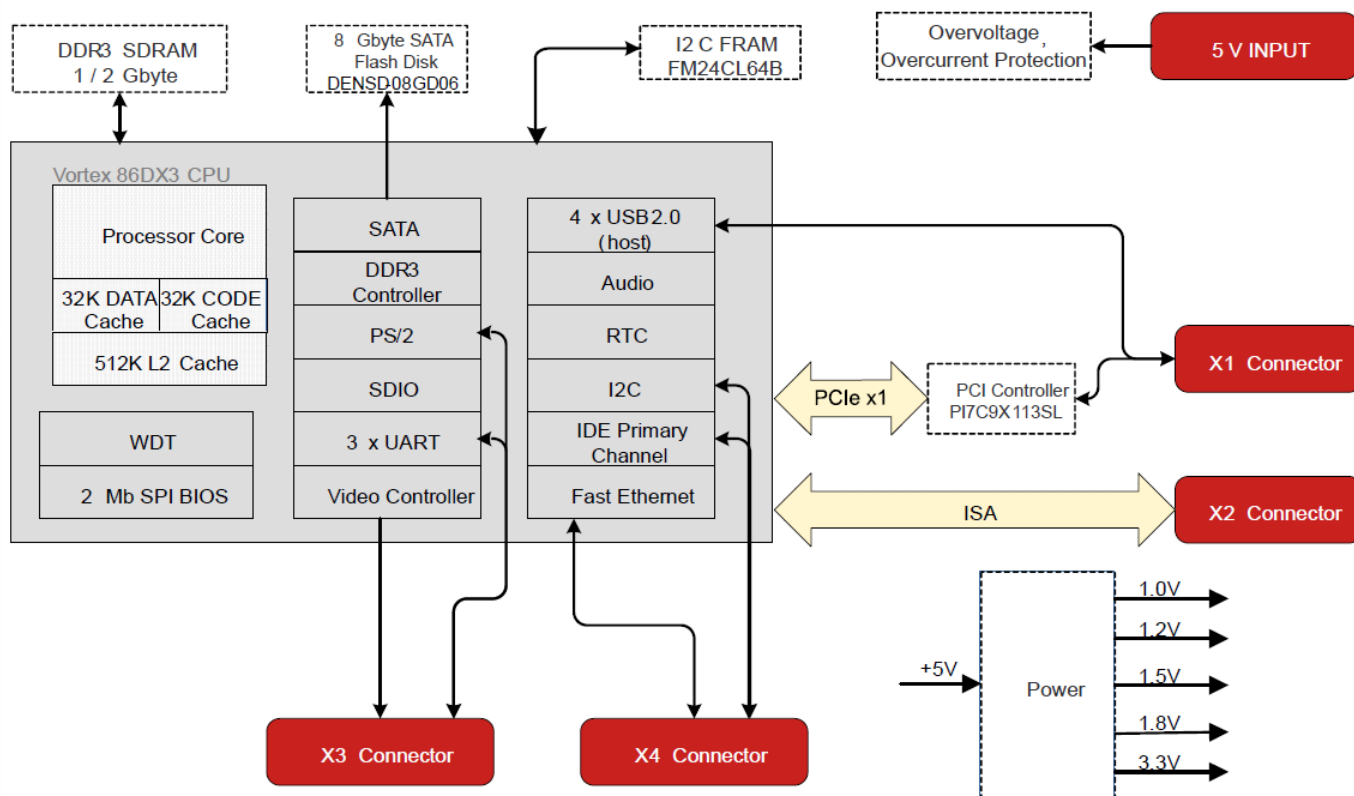 DDR3 SDRAM
1 / 2 Gbyte
8 Gbyte SATA
Flash Disk
DENSD-08GD06
I2 C FRAM
FM24CL64B
Overvoltage,
Overcurrent Protection
5 V INPUT
Vortex 86DX3 CPU
Processor Core
32K DATA
Cache
32K CODE
Cache
512K L2 Cache
WDT
2 Mb SPI BIOS
SATA
DDR3
Controller
PS/2
SDIO
3 x UART
Video Controller
4 x USB2.0
(host)
Audio
RTC
I2C
IDE Primary
Channel
Fast Ethernet
PCIe x1
PCI Controller
PI7C9X113SL
X1 Connector
ISA
X2 Connector
X3 Connector
X4 Connector
+5V
Power
1.0V
1.2V
1.5V
1.8V
3.3V